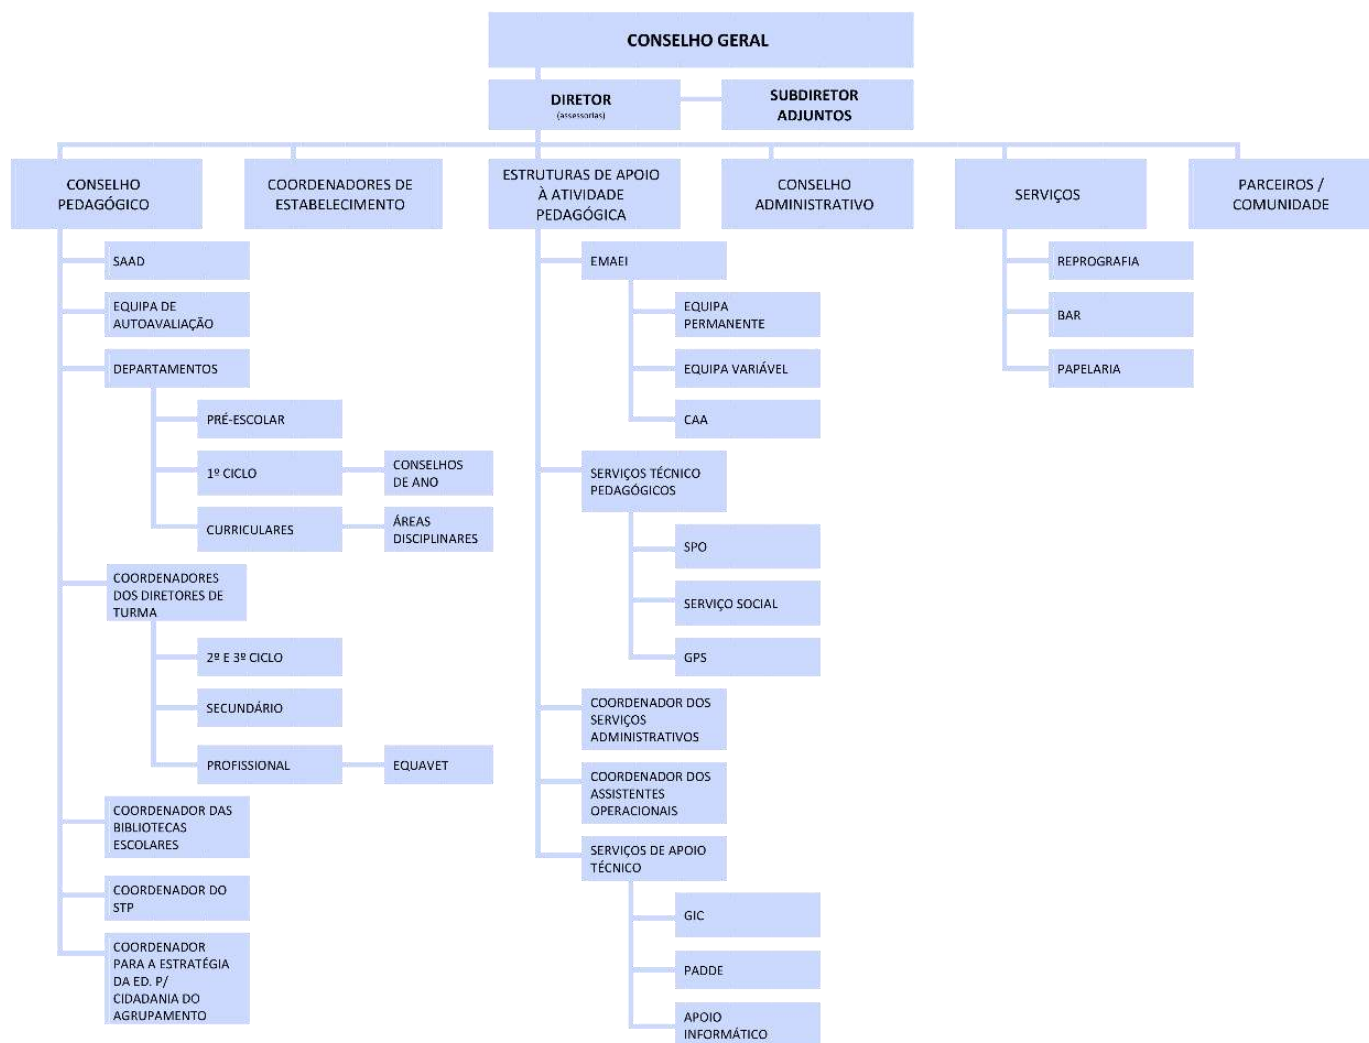 CONSELHO GERAL
DIRETOR
(assessorias)
SUBDIRETOR
ADJUNTOS
CONSELHO
PEDAGÓGICO
COORDENADORES DE
ESTABELECIMENTO
ESTRUTURAS DE APOIO
À ATIVIDADE
PEDAGÓGICA
CONSELHO
ADMINISTRATIVO
SERVIÇOS
PARCEIROS /
COMUNIDADE
SAAD
EQUIPA DE
AUTOAVALIAÇÃO
DEPARTAMENTOS
PRÉ-ESCOLAR
1º CICLO
CONSELHOS
DE ANO
CURRICULARES
ÁREAS
DISCIPLINARES
COORDENADORES
DOS DIRETORES DE
TURMA
2º E 3º CICLO
SECUNDÁRIO
PROFISSIONAL
EQUAVET
COORDENADOR DAS
BIBLIOTECAS
ESCOLARES
COORDENADOR DO
STP
COORDENADOR
PARA A ESTRATÉGIA
DA ED. P/
CIDADANIA DO
AGRUPAMENTO
EMAEI
EQUIPA
PERMANENTE
EQUIPA VARIÁVEL
CAA
SERVIÇOS TÉCNICO
PEDAGÓGICOS
SPO
SERVIÇO SOCIAL
GPS
COORDENADOR DOS
SERVIÇOS
ADMINISTRATIVOS
COORDENADOR DOS
ASSISTENTES
OPERACIONAIS
SERVIÇOS DE APOIO
TÉCNICO
GIC
PADDE
APOIO
INFORMÁTICO
REPROGRAFIA
BAR
PAPELARIA